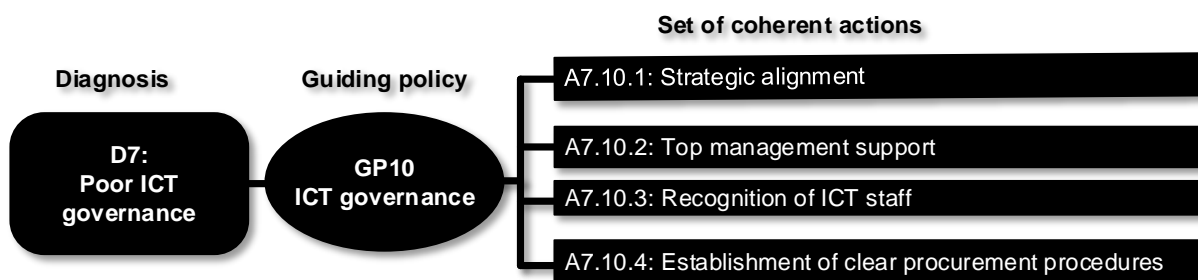 Set of coherent actions
Diagnosis
Guiding policy
D7:
Poor ICT
governance
GP10
ICT governance
A7.10.1: Strategic alignment
A7.10.2: Top management support
A7.10.3: Recognition of ICT staff
A7.10.4: Establishment of clear procurement procedures